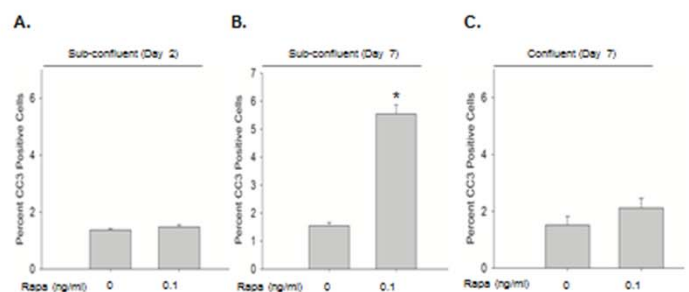 A.
Sub-confluent (Day 2)
Percent CC3 Positive Cells
6
4
2
0
Rapa (ng/ml) 0 0.1
B.
Sub-confluent (Day 7)
Percent CC3 Positive Cells
7
6
5
4
3
2
1
0
*
Rapa (ng/ml) 0 0.1
C.
Confluent (Day 7)
Percent CC3 Positive Cells
6
4
2
0
Rapa (ng/ml) 0 0.1